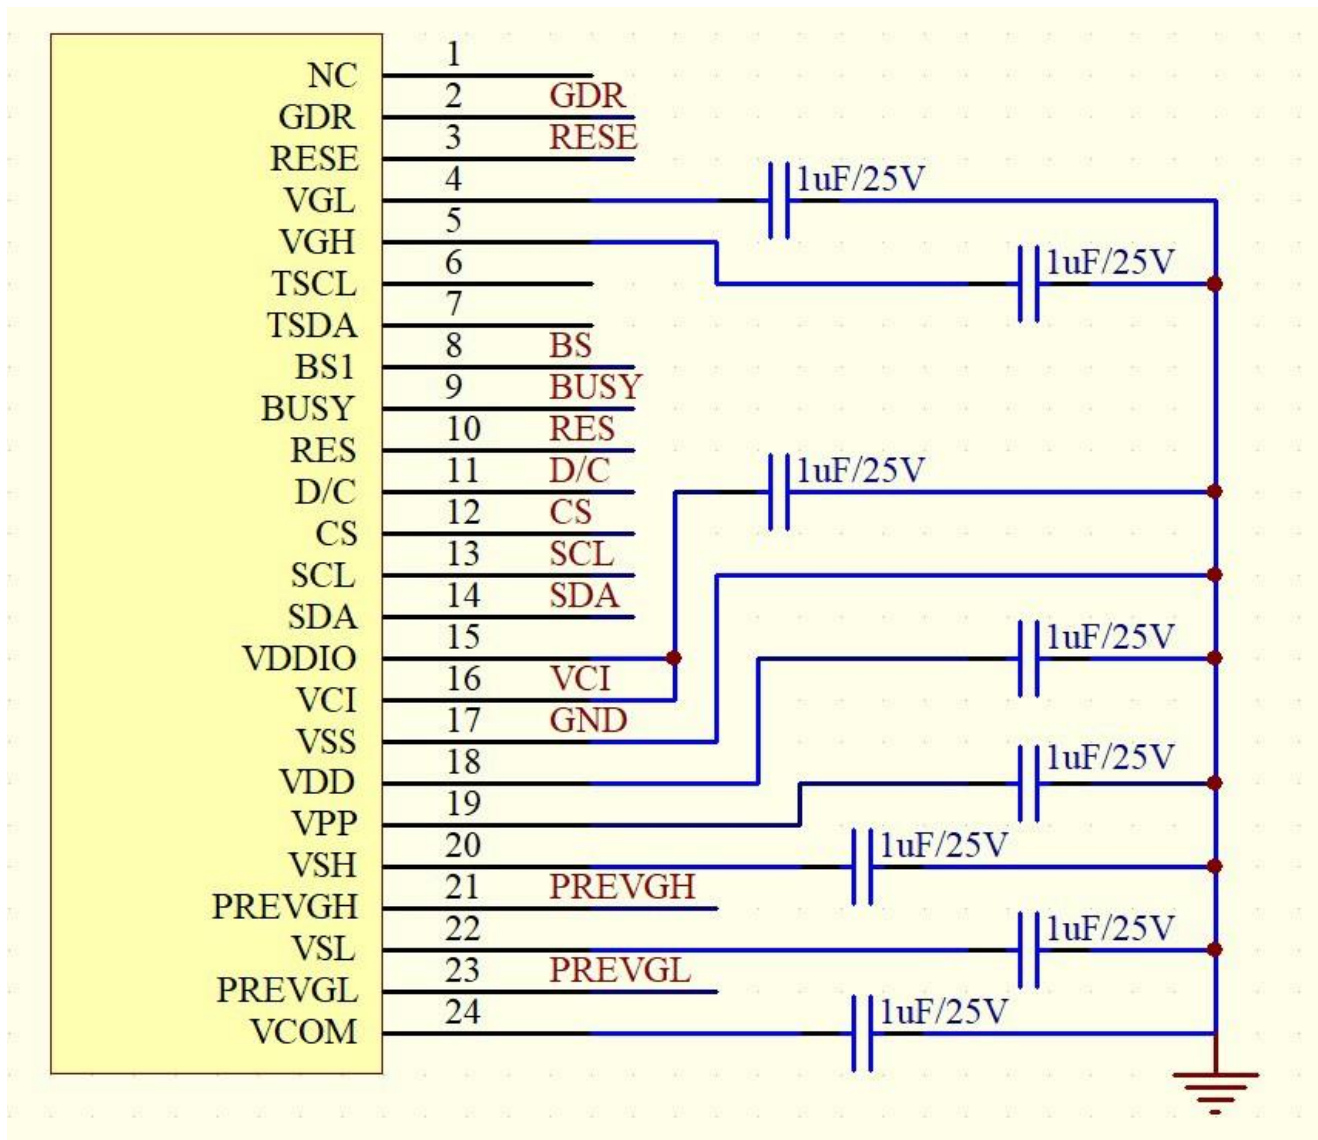 NC 1
GDR 2 GDR
RESE 3 RESE
VGL 4 1uF/25V
VGH 5 1uF/25V
TSCL 6
TSDA 7
BS1 8 BS
BUSY 9 BUSY
RES 10 RES
D/C 11 D/C 1uF/25V
CS 12 CS
SCL 13 SCL
SDA 14 SDA
VDDIO 15 1uF/25V
VCI 16 VCI
VSS 17 GND
VDD 18 1uF/25V
VPP 19
VSH 20 1uF/25V
PREVGH 21 PREVGH
VSL 22 1uF/25V
PREVGL 23 PREVGL
VCOM 24 1uF/25V